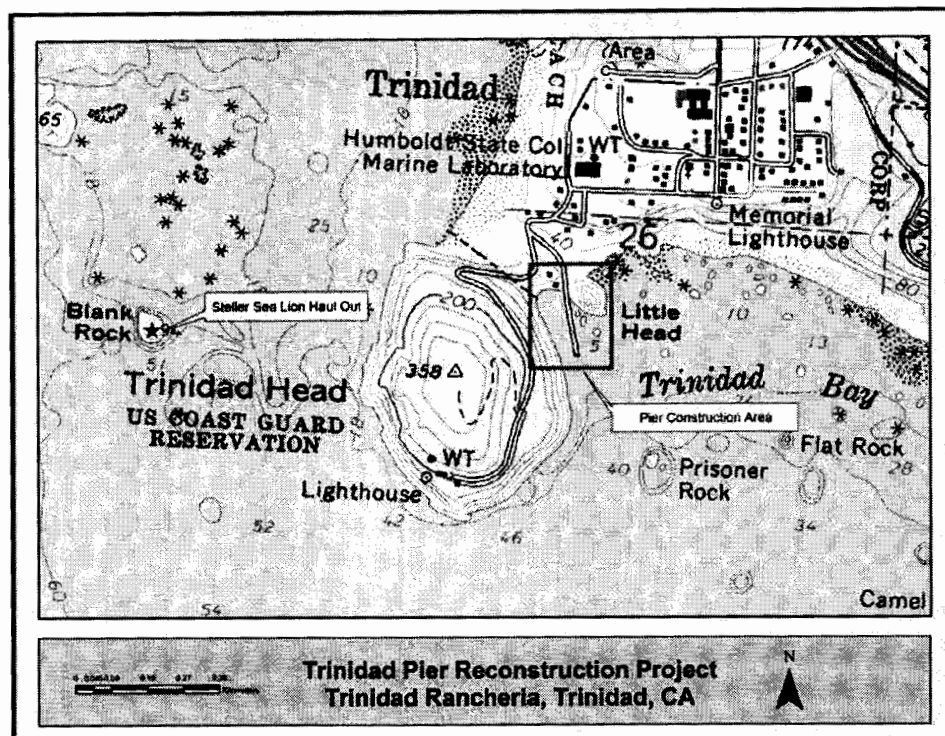 Area
Trinidad
ACH
65
15
Humboldt State Col
Marine Laboratory
WT
CORP
Memorial
Lighthouse
25
40
26
10
80
Steller Sea Lion Haul Out
Blank
Rock
200
Little
Head
10
13
358
Trinidad Head
US COAST GUARD
RESERVATION
Trinidad Bay
Pier Construction Area
Flat Rock
28
WT
Lighthouse
40
Prisoner
Rock
52
42
46
34
60
54
Camel
Trinidad Pier Reconstruction Project
Trinidad Rancheria, Trinidad, CA
N